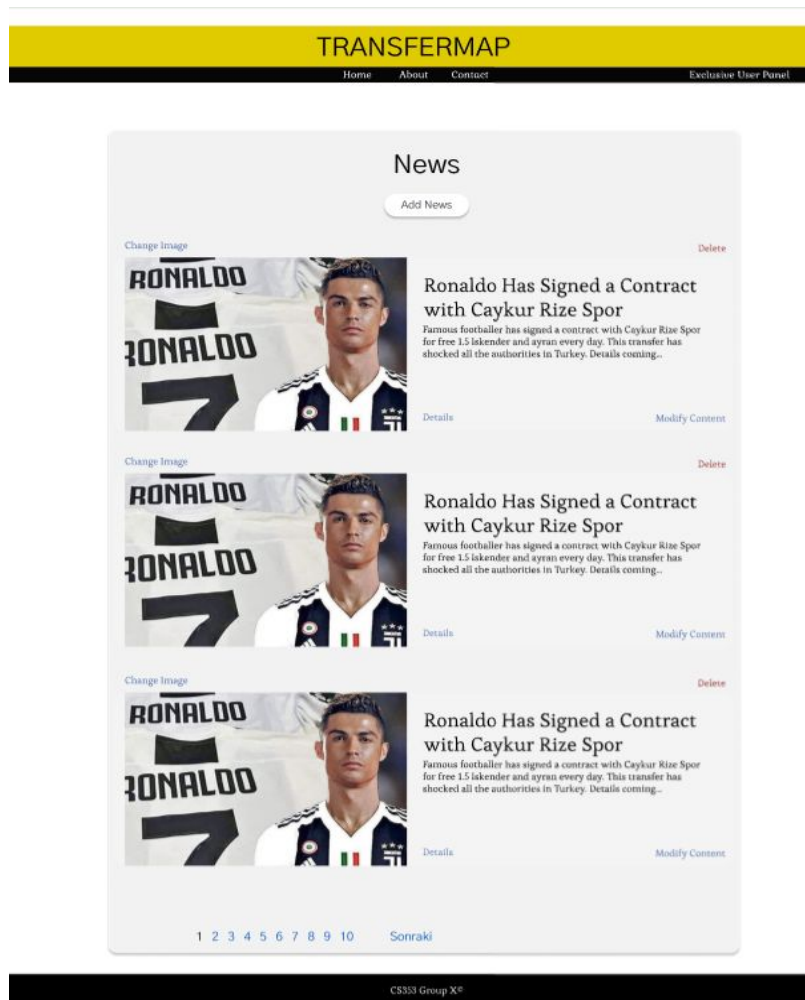 TRANSFERMAP
Home About Contact Exclusive User Panel
News
Add News
Change Image Delete
RONALDO
RONALDO
7
Ronaldo Has Signed a Contract
with Caykur Rize Spor
Famous footballer has signed a contract with Caykur Rize Spor
for free 1.5 iskender and ayran every day. This transfer has
shocked all the authorities in Turkey. Details coming...
Details Modify Content
Change Image Delete
RONALDO
RONALDO
7
Ronaldo Has Signed a Contract
with Caykur Rize Spor
Famous footballer has signed a contract with Caykur Rize Spor
for free 1.5 iskender and ayran every day. This transfer has
shocked all the authorities in Turkey. Details coming...
Details Modify Content
Change Image Delete
RONALDO
RONALDO
7
Ronaldo Has Signed a Contract
with Caykur Rize Spor
Famous footballer has signed a contract with Caykur Rize Spor
for free 1.5 iskender and ayran every day. This transfer has
shocked all the authorities in Turkey. Details coming...
Details Modify Content
1 2 3 4 5 6 7 8 9 10 Sonraki
CS353 Group X©